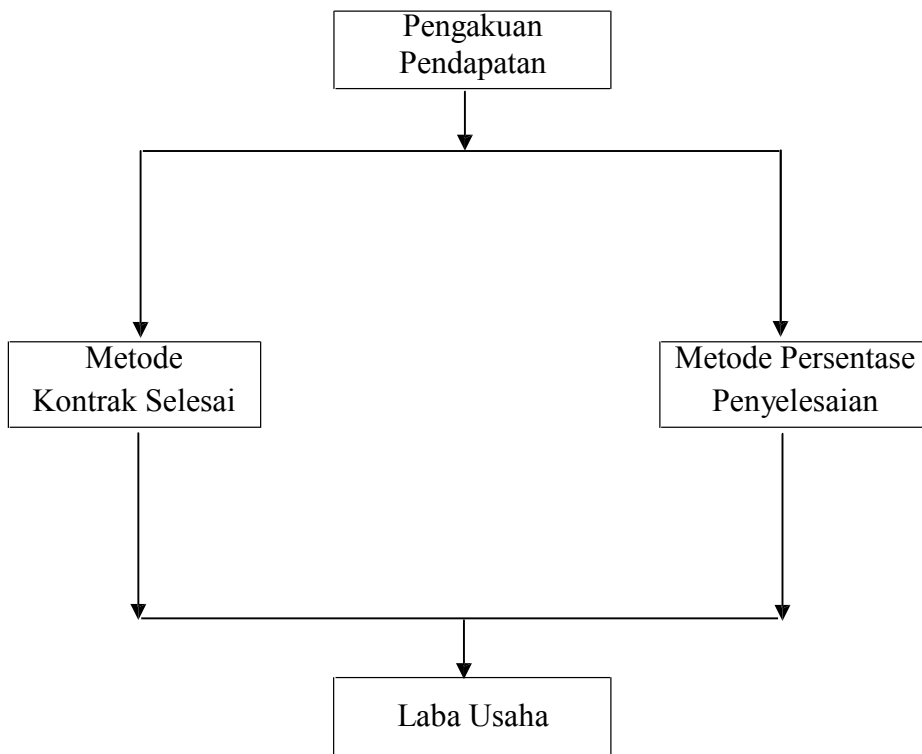 Pengakuan
Pendapatan
Metode
Kontrak Selesai
Metode Persentase
Penyelesaian
Laba Usaha